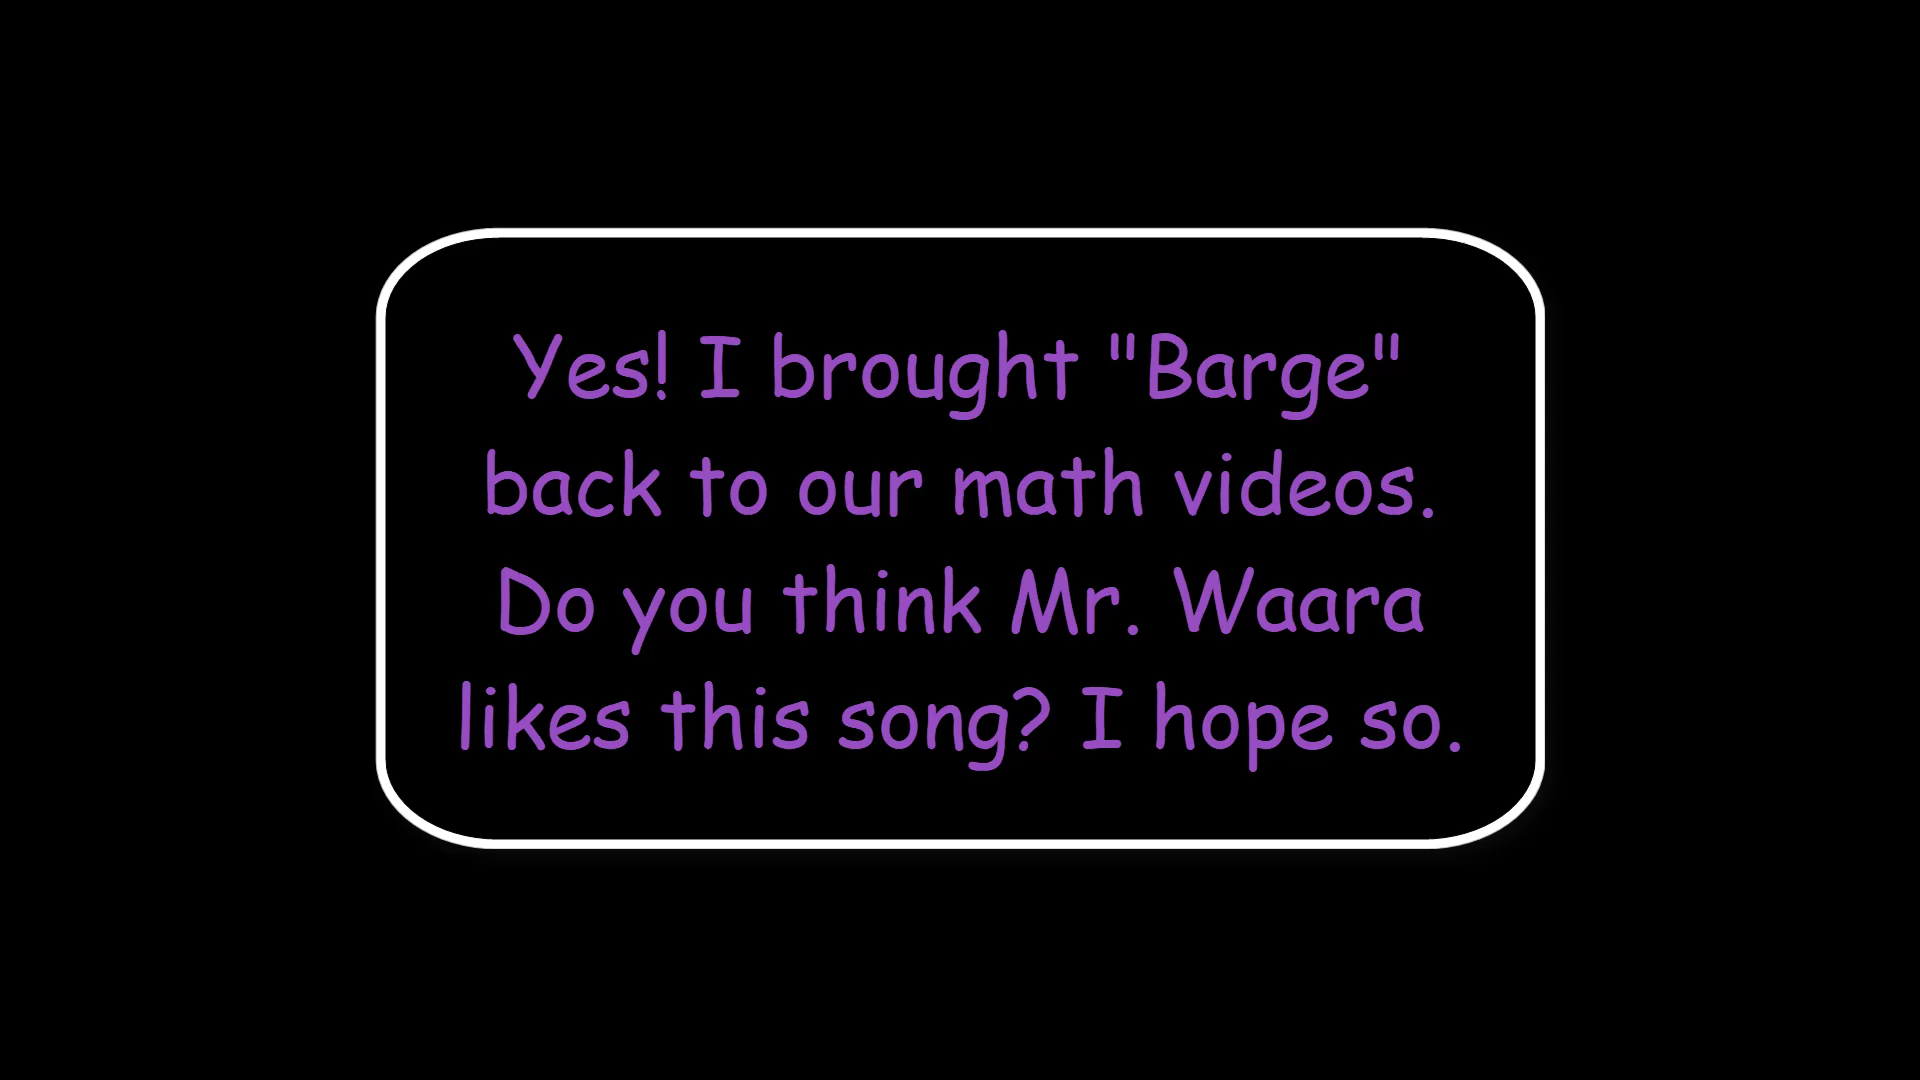 Yes! I brought "Barge"
back to our math videos.
Do you think Mr. Waara
likes this song? I hope so.